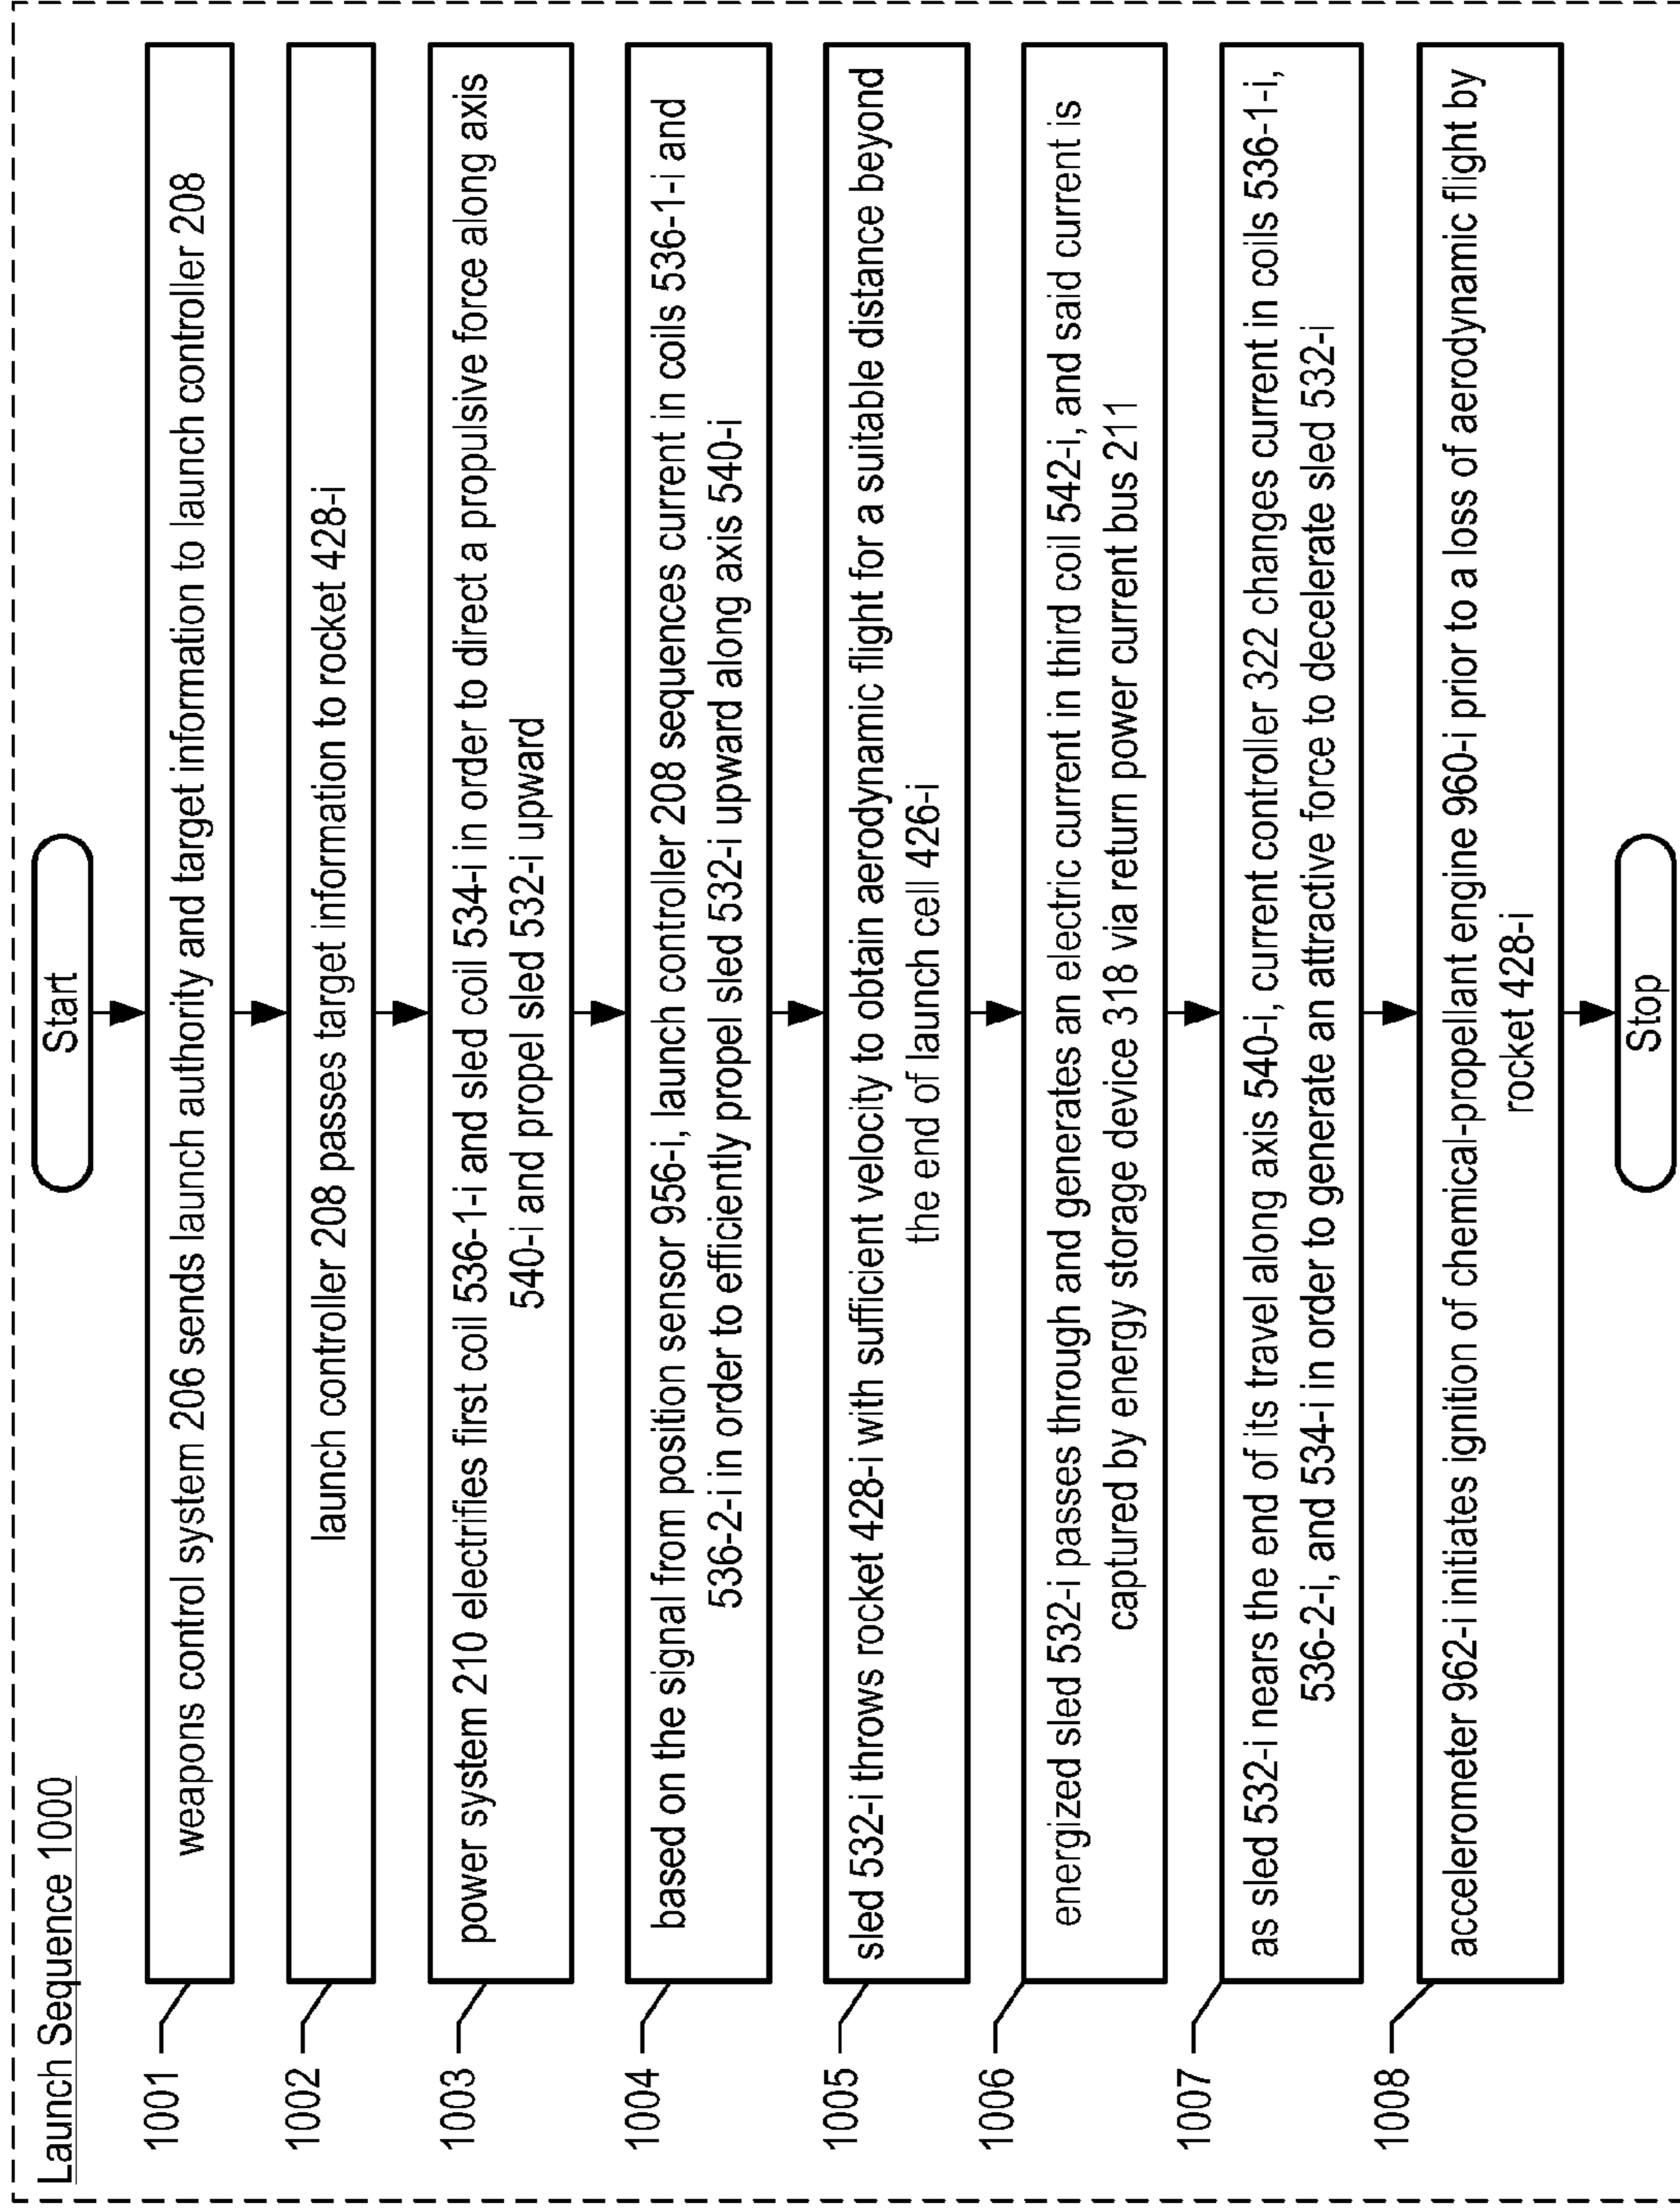 Launch Sequence 1000
Start
1001
weapons control system 206 sends launch authority and target information to launch controller 208
1002
launch controller 208 passes target information to rocket 428-i
1003
power system 210 electrifies first coil 536-1-i and sled coil 534-i in order to direct a propulsive force along axis
540-i and propel sled 532-i upward
1004
based on the signal from position sensor 956-i, launch controller 208 sequences current in coils 536-1-i and
536-2-i in order to efficiently propel sled 532-i upward along axis 540-i
1005
sled 532-i throws rocket 428-i with sufficient velocity to obtain aerodynamic flight for a suitable distance beyond
the end of launch cell 426-i
1006
energized sled 532-i passes through and generates an electric current in third coil 542-i, and said current is
captured by energy storage device 318 via return power current bus 211
1007
as sled 532-i nears the end of its travel along axis 540-i, current controller 322 changes current in coils 536-1-i,
536-2-i, and 534-i in order to generate an attractive force to decelerate sled 532-i
1008
accelerometer 962-i initiates ignition of chemical-propellant engine 960-i prior to a loss of aerodynamic flight by
rocket 428-i
Stop